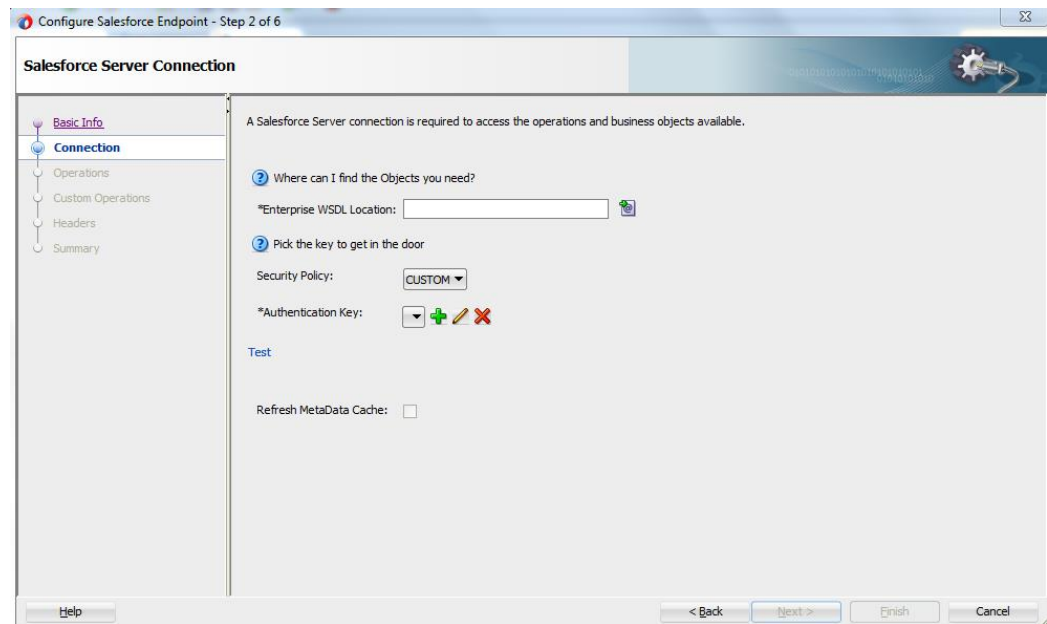 Configure Salesforce Endpoint - Step 2 of 6
Salesforce Server Connection
Basic Info
Connection
Operations
Custom Operations
Headers
Summary
A Salesforce Server connection is required to access the operations and business objects available.
Where can I find the Objects you need?
*Enterprise WSDL Location:
Pick the key to get in the door
Security Policy: CUSTOM
*Authentication Key:
Test
Refresh MetaData Cache:
Help < Back Next > Finish Cancel